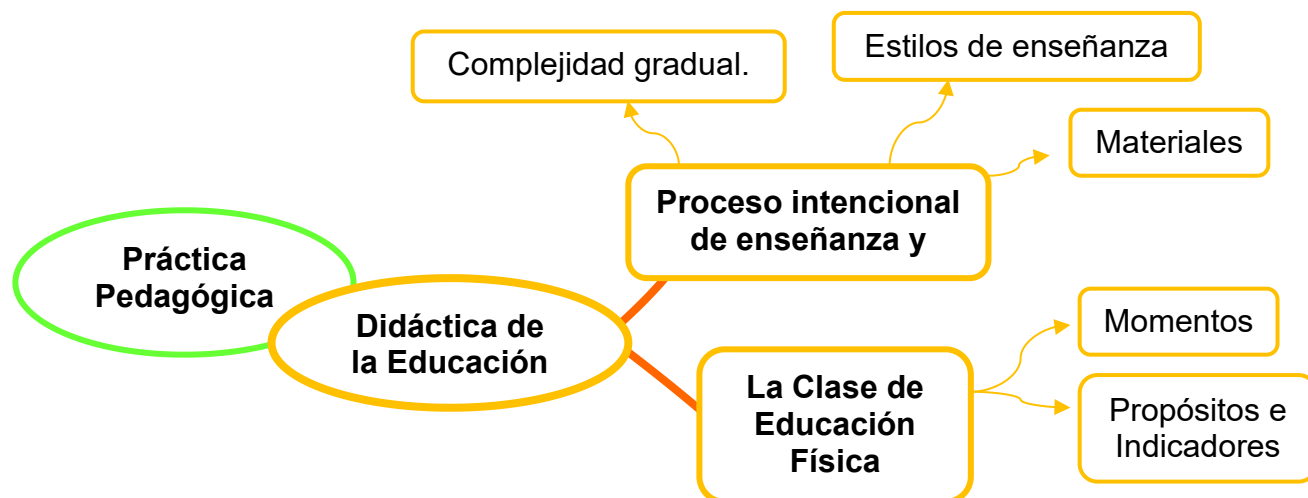 Complejidad gradual.
Estilos de enseñanza
Materiales
Proceso intencional
de enseñanza y
Práctica
Pedagógica
Didáctica de
la Educación
Momentos
La Clase de
Educación
Física
Propósitos e
Indicadores